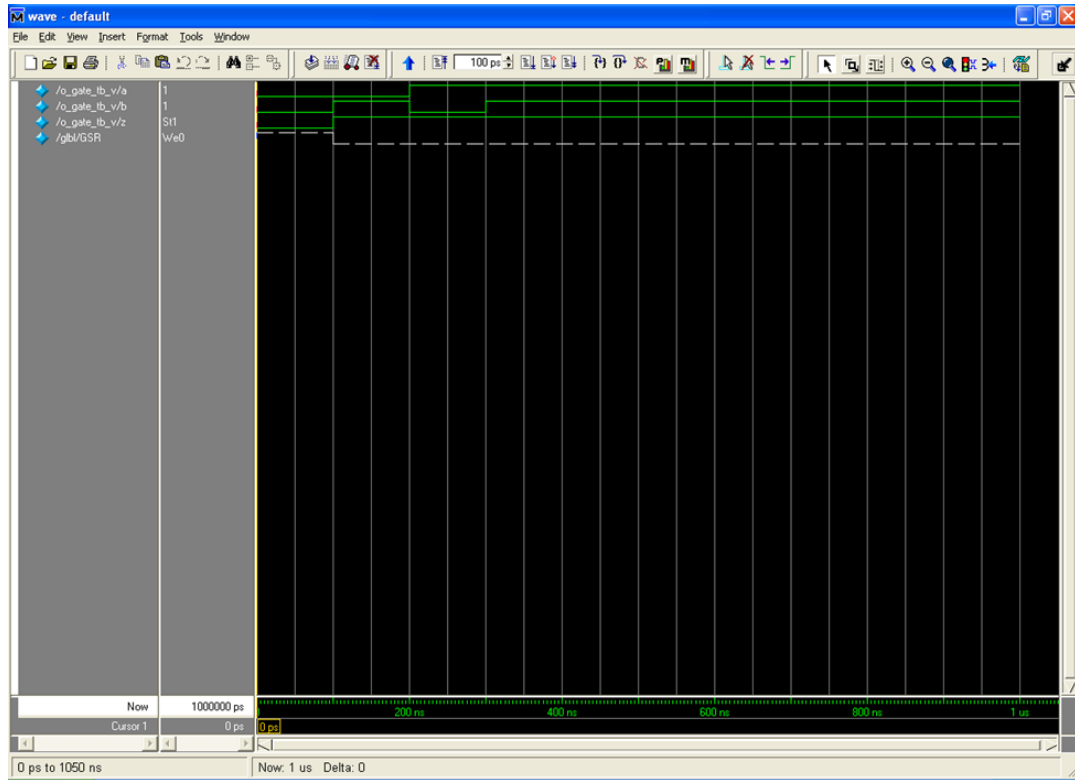 wave - default
File Edit View Insert Format Tools Window
100 ps
/o_gate_tb_v/a 1
/o_gate_tb_v/b 1
/o_gate_tb_v/z St1
/glbl/GSR We0
Now 1000000 ps
200 ns 400 ns 600 ns 800 ns 1 us
Cursor 1 0 ps 0 ps
0 ps to 1050 ns Now: 1 us Delta: 0